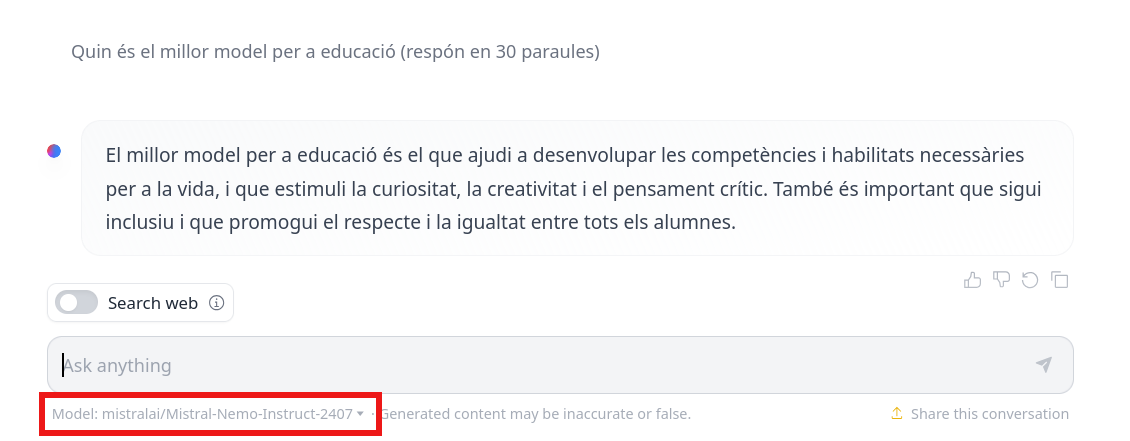 Quin és el millor model per a educació (respón en 30 paraules)
El millor model per a educació és el que ajudi a desenvolupar les competències i habilitats necessàries
per a la vida, i que estimuli la curiositat, la creativitat i el pensament crític. També és important que sigui
inclusiu i que promogui el respecte i la igualtat entre tots els alumnes.
Search web
Ask anything
Model: mistralai/Mistral-Nemo-Instruct-2407 · Generated content may be inaccurate or false. Share this conversation